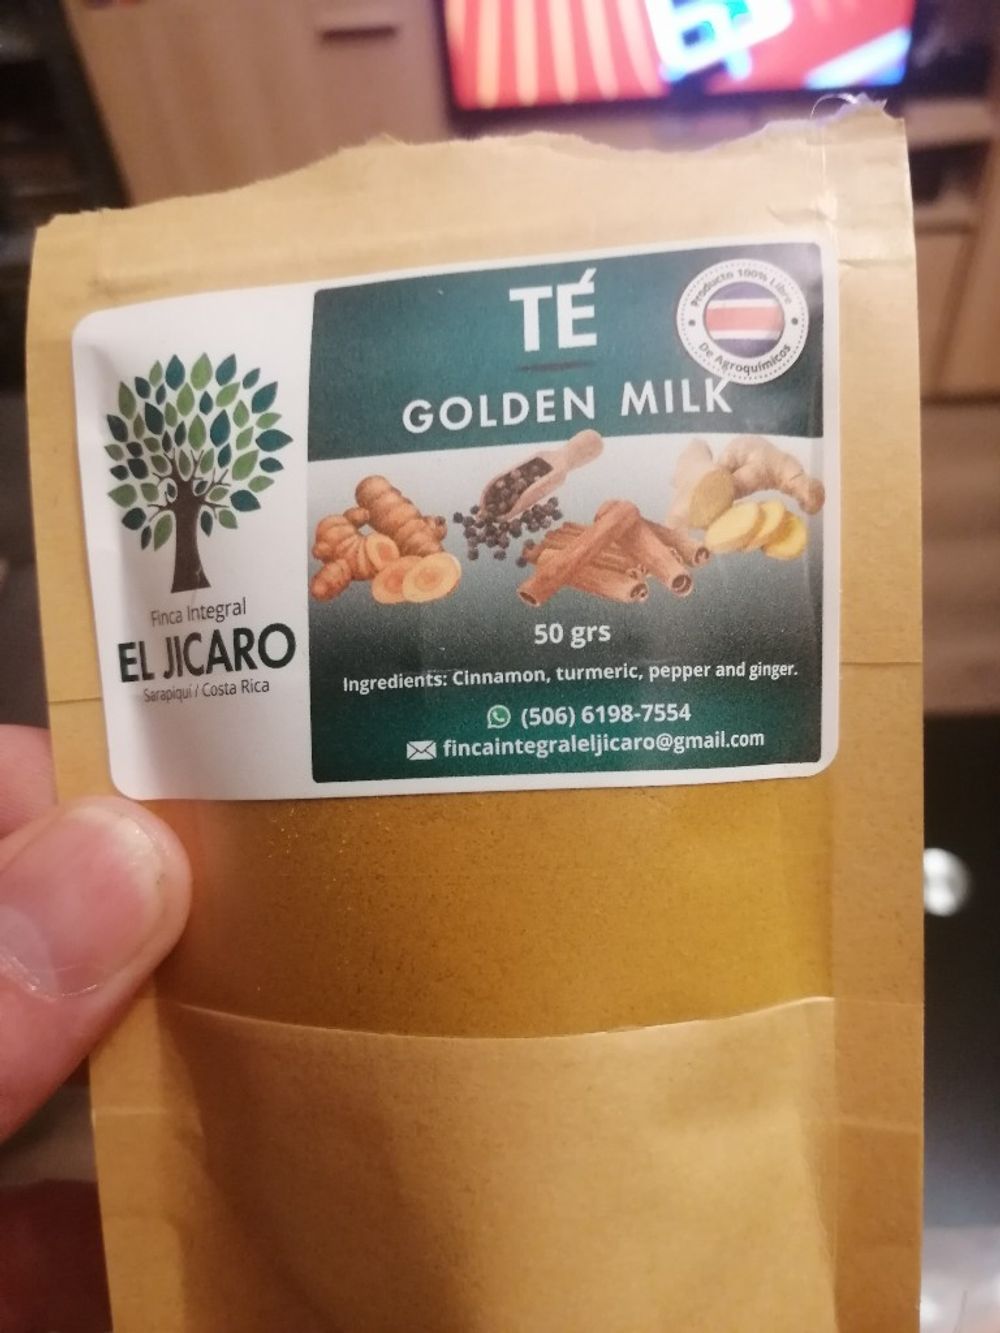 TÉ
GOLDEN MILK
Producto 100% Libre
De Agroquímicos
Finca Integral
EL JICARO
Sarapiquí / Costa Rica
50 grs
Ingredients: Cinnamon, turmeric, pepper and ginger.
(506) 6198-7554
fincaintegraleljicaro@gmail.com